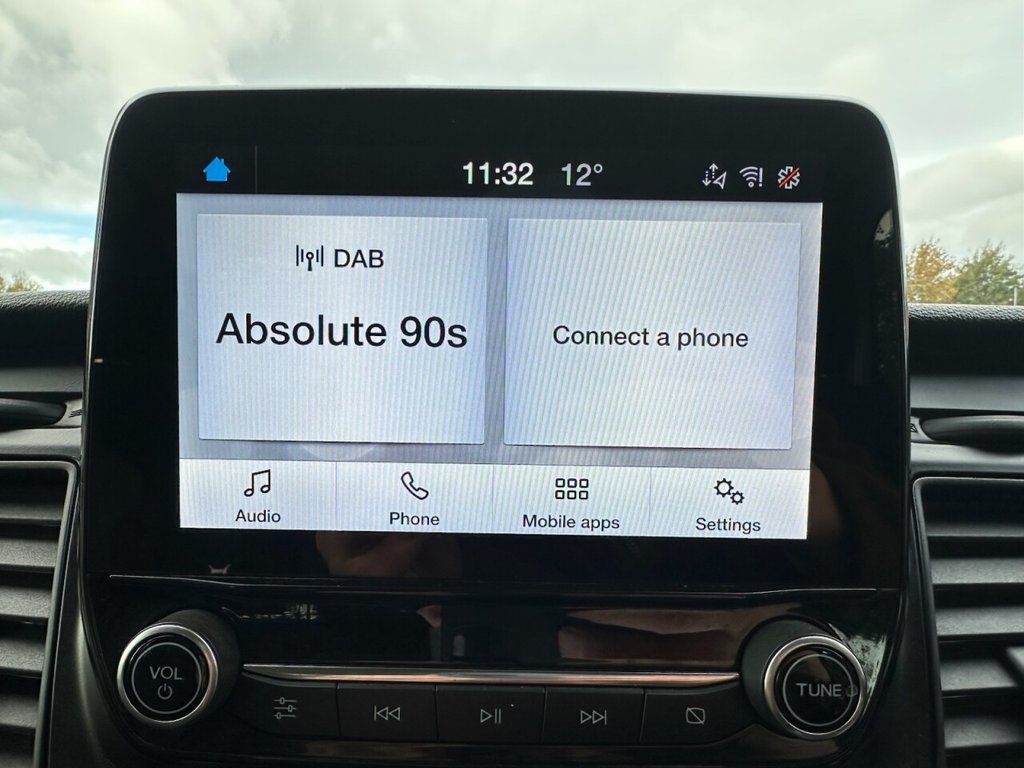 11:32 12°
DAB
Absolute 90s
Connect a phone
Audio
Phone
Mobile apps
Settings
VOL
TUNE